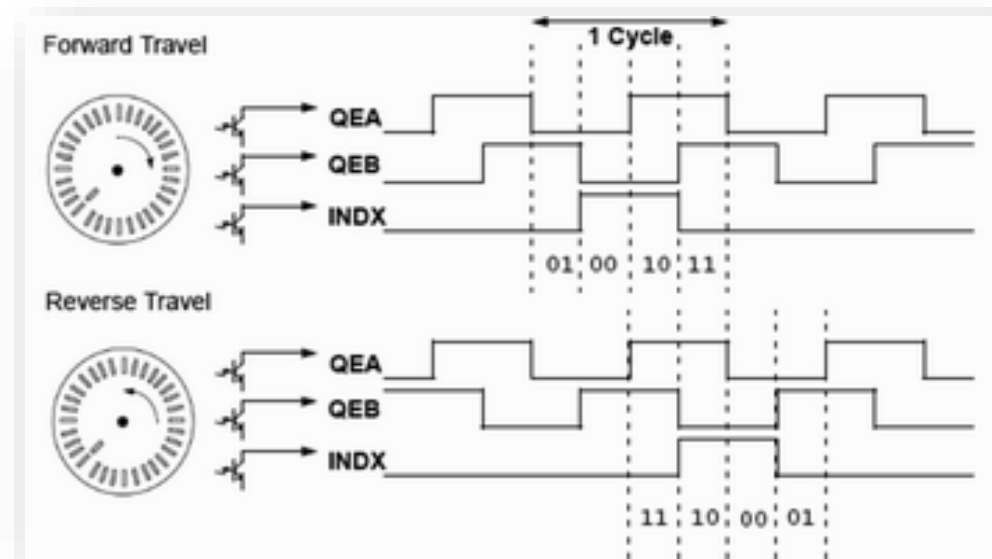 Forward Travel
1 Cycle
QEA
QEB
INDX
01 00 10 11
Reverse Travel
QEA
QEB
INDX
11 10 00 01